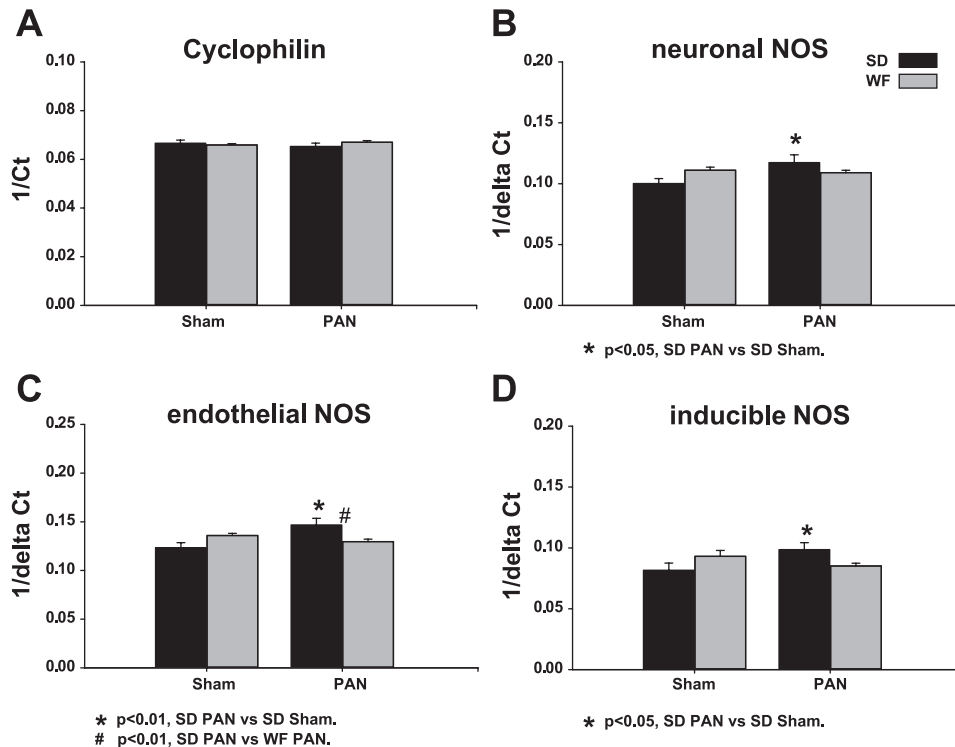 A
Cyclophilin
0.10
0.08
0.06
0.04
0.02
0.00
1/Ct
Sham
PAN
B
neuronal NOS
SD
WF
0.20
0.15
0.10
0.05
0.00
1/delta Ct
*
Sham
PAN
* p<0.05, SD PAN vs SD Sham.
C
endothelial NOS
0.25
0.20
0.15
0.10
0.05
0.00
1/delta Ct
* #
Sham
PAN
* p<0.01, SD PAN vs SD Sham.
# p<0.01, SD PAN vs WF PAN.
D
inducible NOS
0.20
0.15
0.10
0.05
0.00
1/delta Ct
*
Sham
PAN
* p<0.05, SD PAN vs SD Sham.